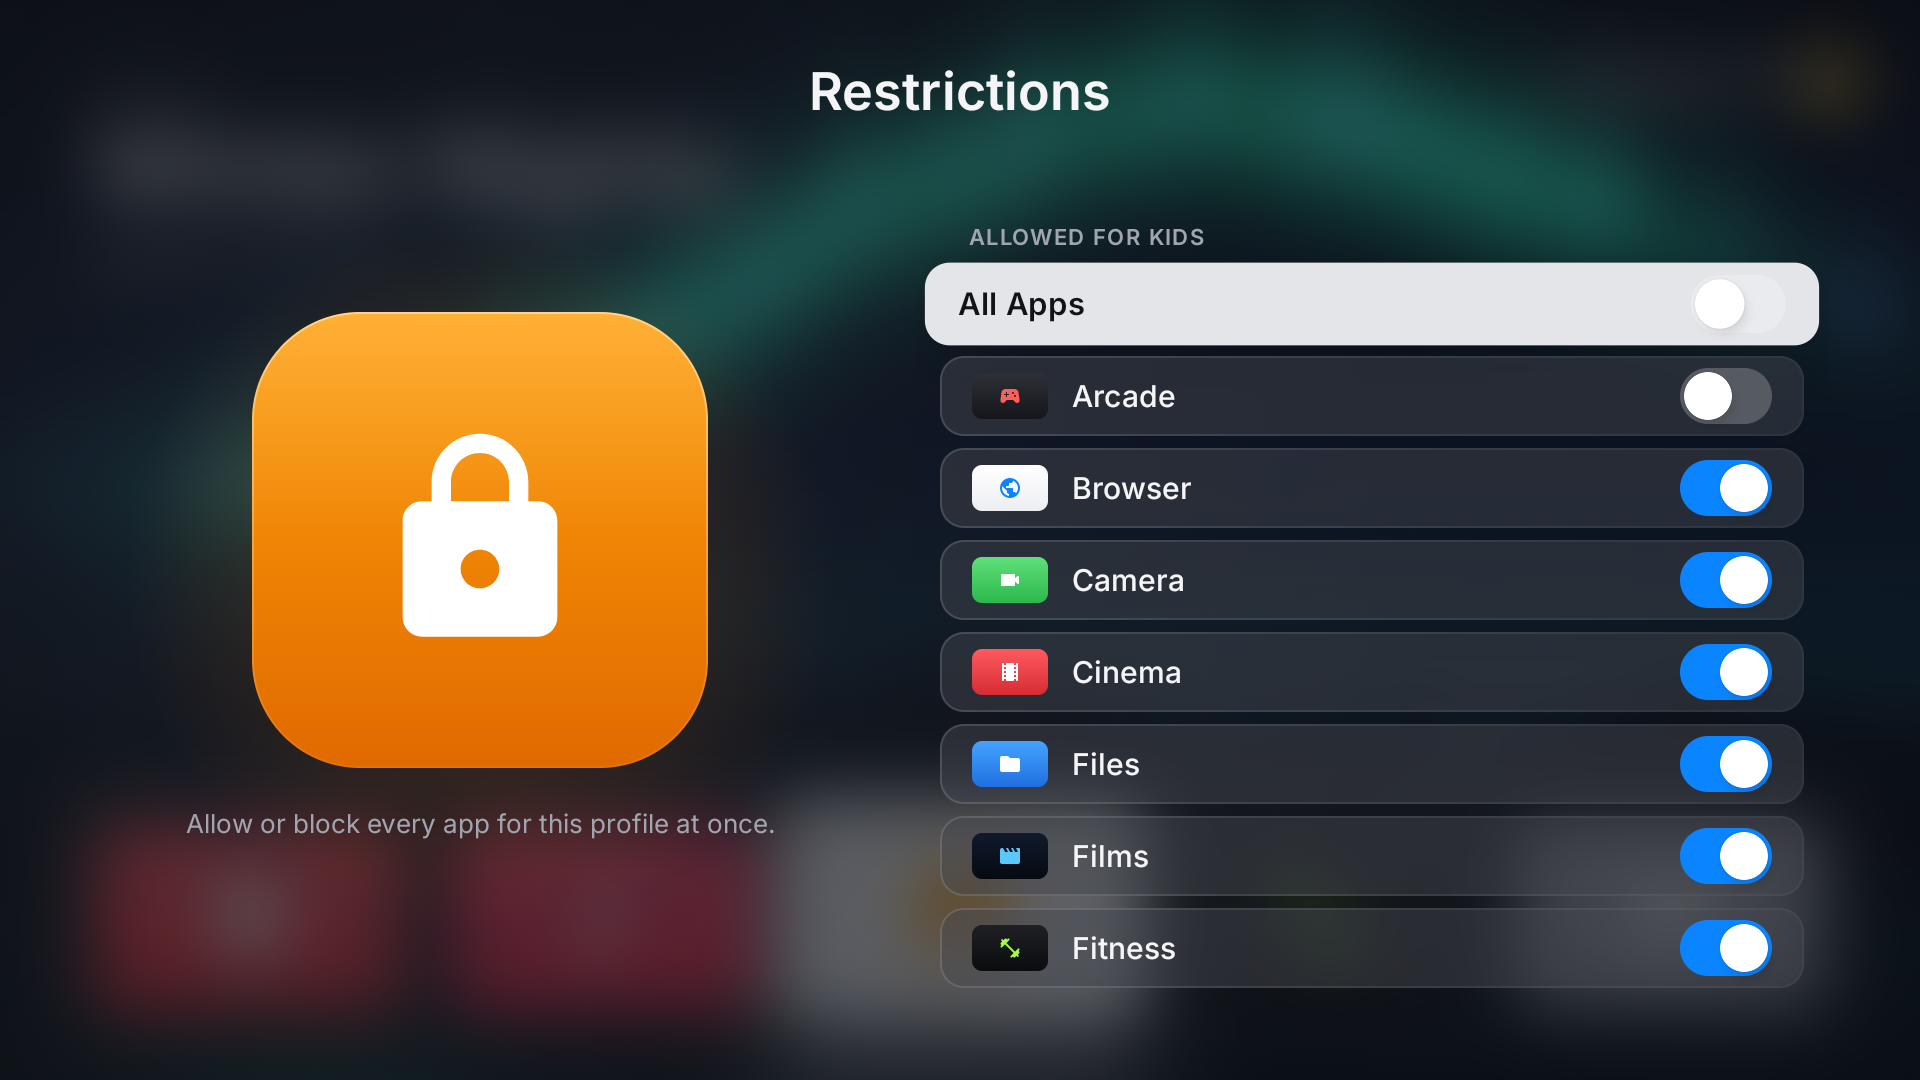 Restrictions
ALLOWED FOR KIDS
All Apps
Arcade
Browser
Camera
Cinema
Files
Films
Fitness
Allow or block every app for this profile at once.